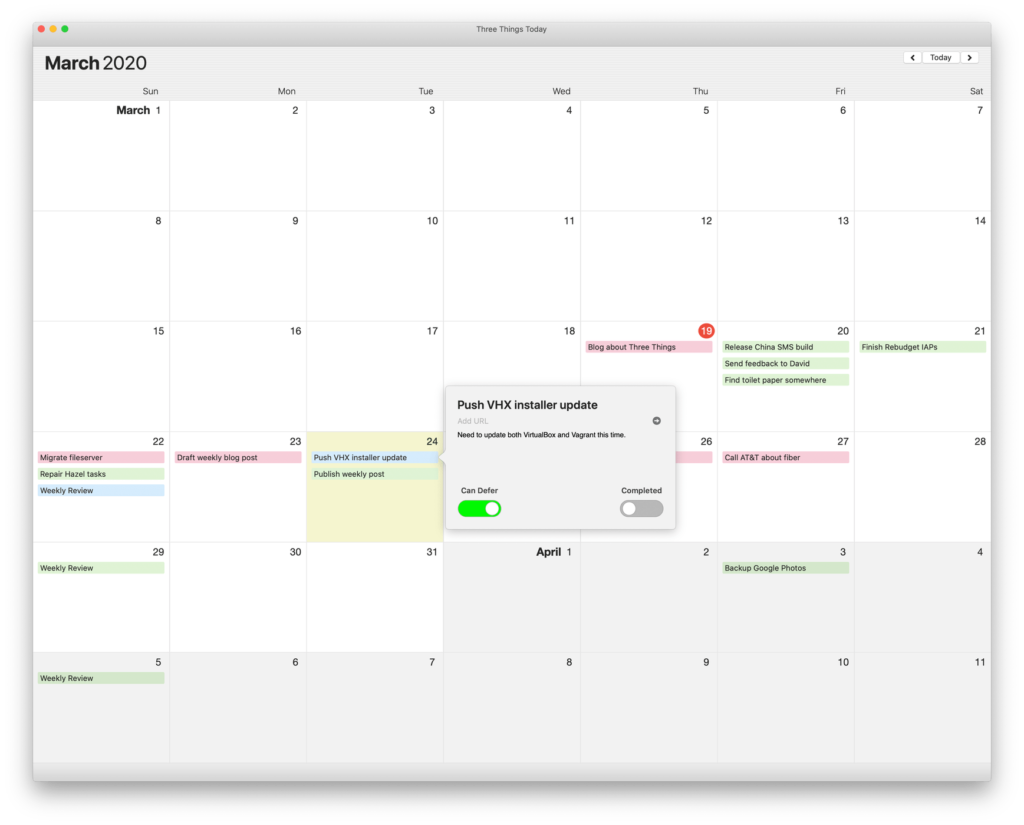 Three Things Today
March 2020
Today
Sun Mon Tue Wed Thu Fri Sat
March 1 2 3 4 5 6 7
8 9 10 11 12 13 14
15 16 17 18 19 20 21
Blog about Three Things Release China SMS build Finish Rebudget IAPs
Send feedback to David
Find toilet paper somewhere
Push VHX installer update
Add URL
Need to update both VirtualBox and Vagrant this time.
Can Defer Completed
22 23 24 26 27 28
Migrate fileserver Draft weekly blog post Push VHX installer update Call AT&T about fiber
Repair Hazel tasks Publish weekly post
Weekly Review
29 30 31 April 1 2 3 4
Weekly Review Backup Google Photos
5 6 7 8 9 10 11
Weekly Review